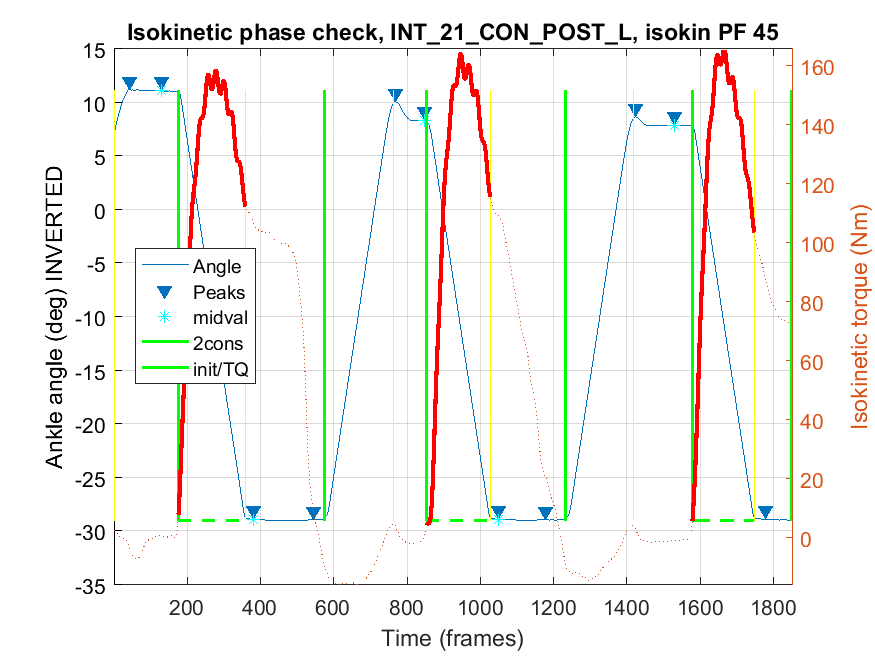 Isokinetic phase check, INT_21_CON_POST_L, isokin PF 45
Ankle angle (deg) INVERTED
15
10
5
0
-5
-10
-15
-20
-25
-30
-35
Angle
Peaks
midval
2cons
init/TQ
160
140
120
100
80
60
40
20
0
Isokinetic torque (Nm)
200 400 600 800 1000 1200 1400 1600 1800
Time (frames)